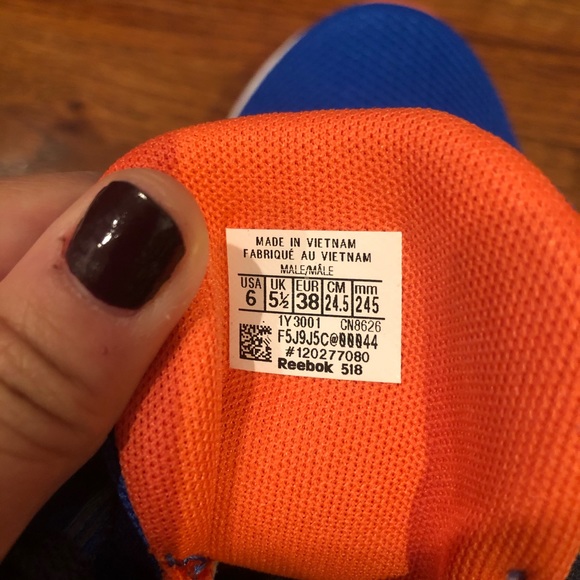 MADE IN VIETNAM
FABRIQUÉ AU VIETNAM
MALE/MÂLE
USA UK EUR CM mm
6 5½ 38 24.5 245
1Y3001 CN8626
F5J9J5C@00044
#120277080
Reebok 518